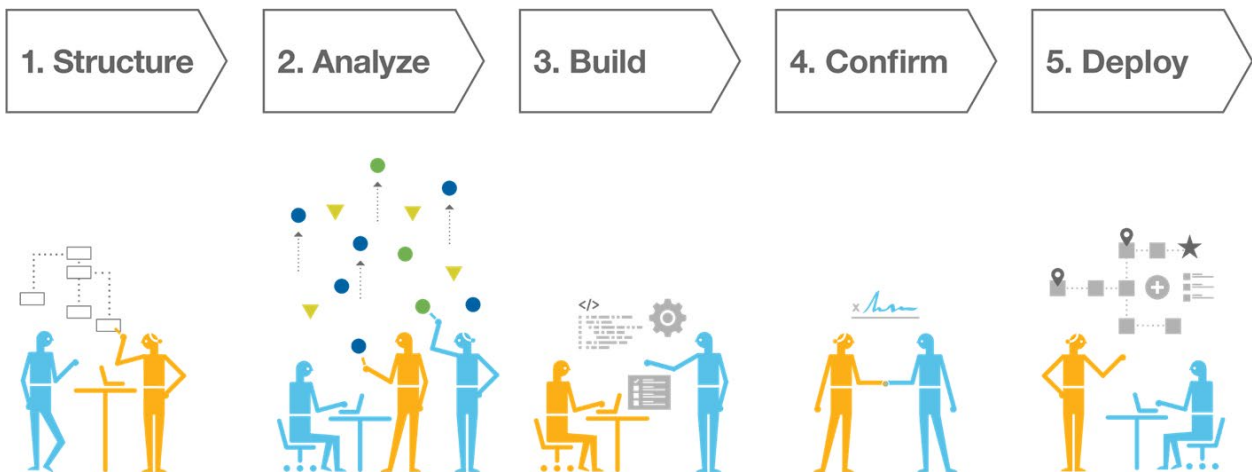 1. Structure
2. Analyze
3. Build
4. Confirm
5. Deploy
</>
x